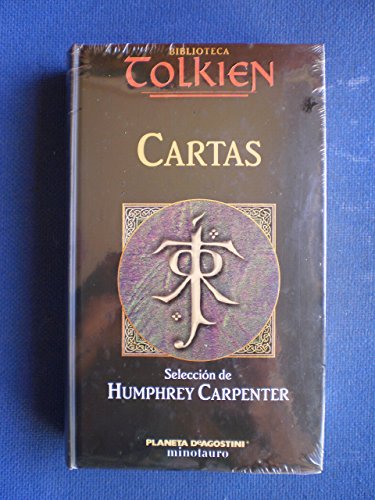 BIBLIOTECA
TOLKIEN
CARTAS
Selección de
HUMPHREY CARPENTER
PLANETA DEAGOSTINI
minotauro